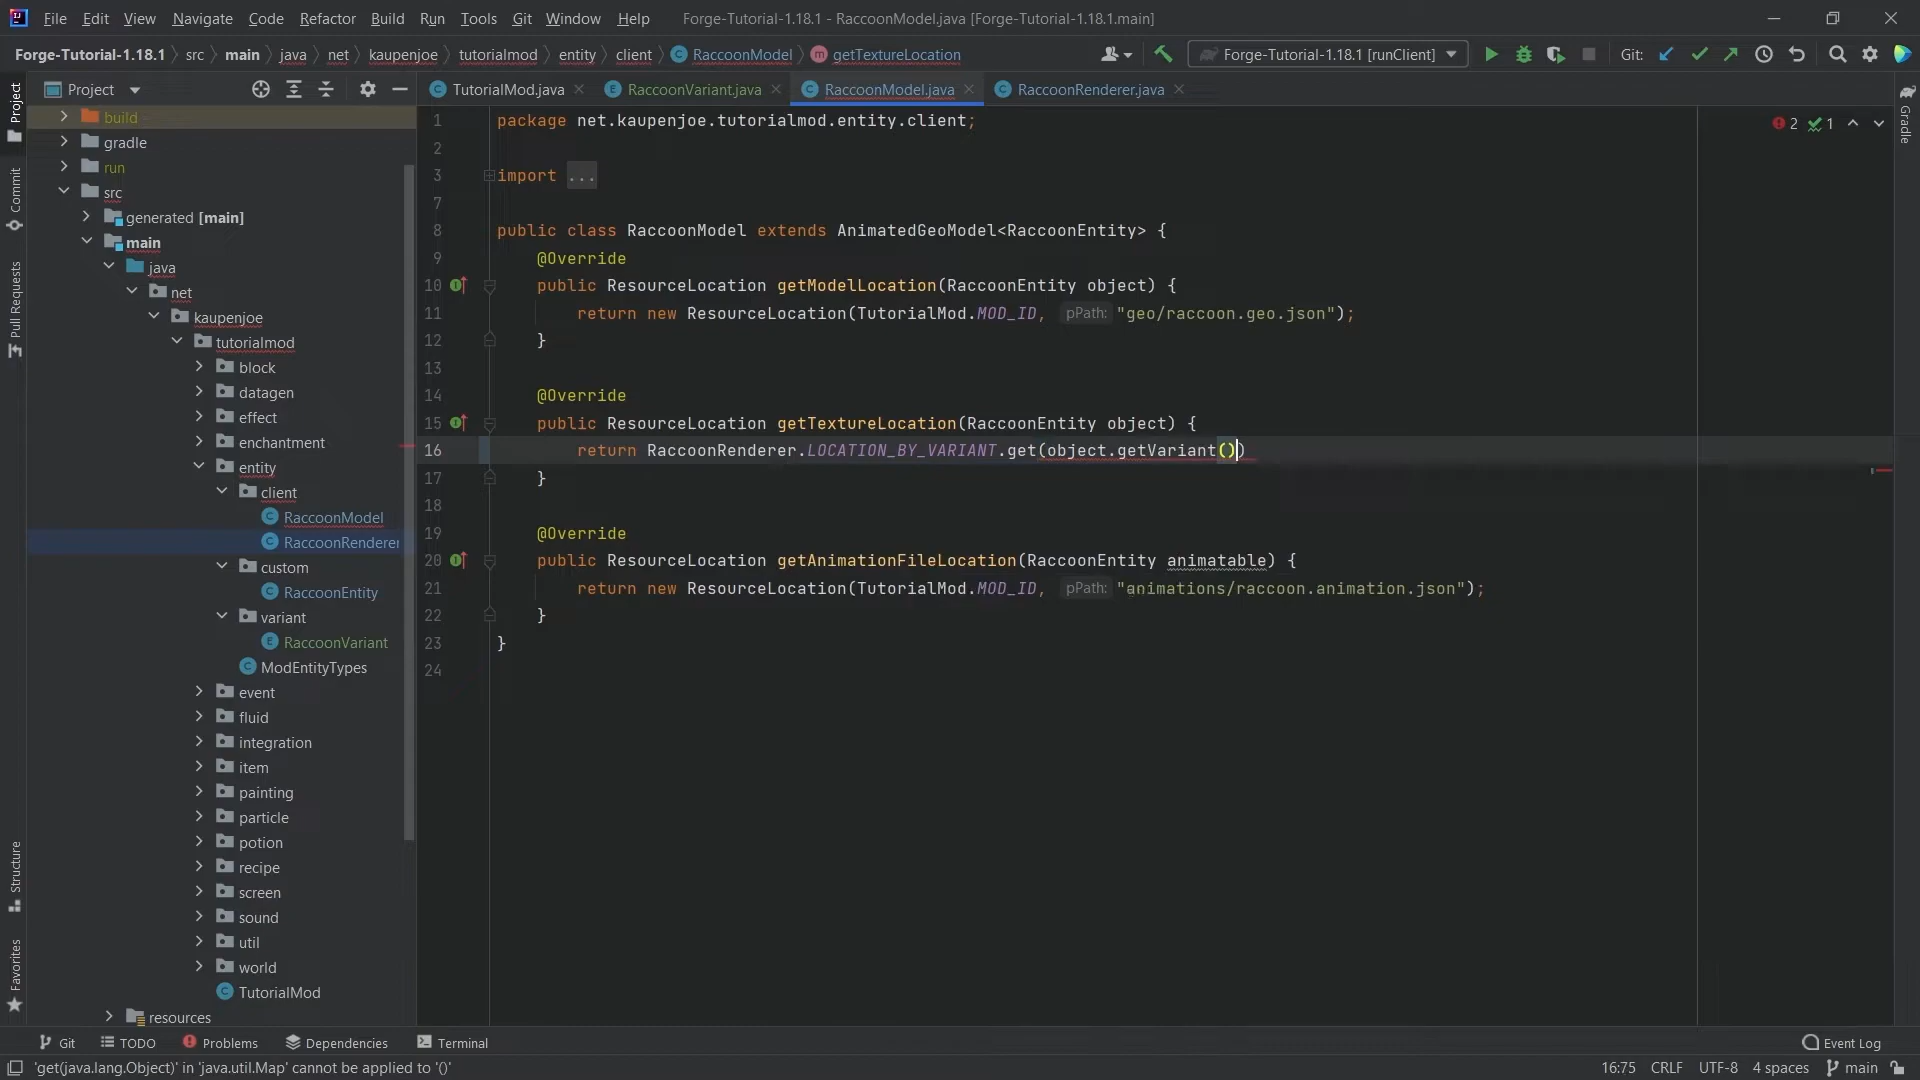 File Edit View Navigate Code Refactor Build Run Tools Git Window Help Forge-Tutorial-1.18.1 - RaccoonModel.java [Forge-Tutorial-1.18.1.main]
Forge-Tutorial-1.18.1 src main java net kaupenjoe tutorialmod entity client RaccoonModel getTextureLocation Forge-Tutorial-1.18.1 [runClient] Git:
Project TutorialMod.java RaccoonVariant.java RaccoonModel.java RaccoonRenderer.java
Project
Commit
Pull Requests
Structure
Favorites
Gradle
build
gradle
run
src
generated [main]
main
java
net
kaupenjoe
tutorialmod
block
datagen
effect
enchantment
entity
client
RaccoonModel
RaccoonRenderer
custom
RaccoonEntity
variant
RaccoonVariant
ModEntityTypes
event
fluid
integration
item
painting
particle
potion
recipe
screen
sound
util
world
TutorialMod
resources
2 1
1 package net.kaupenjoe.tutorialmod.entity.client;
2
3 import ...
7
8 public class RaccoonModel extends AnimatedGeoModel<RaccoonEntity> {
9 @Override
10 public ResourceLocation getModelLocation(RaccoonEntity object) {
11 return new ResourceLocation(TutorialMod.MOD_ID, pPath: "geo/raccoon.geo.json");
12 }
13
14 @Override
15 public ResourceLocation getTextureLocation(RaccoonEntity object) {
16 return RaccoonRenderer.LOCATION_BY_VARIANT.get(object.getVariant())
17 }
18
19 @Override
20 public ResourceLocation getAnimationFileLocation(RaccoonEntity animatable) {
21 return new ResourceLocation(TutorialMod.MOD_ID, pPath: "animations/raccoon.animation.json");
22 }
23 }
24
Git TODO Problems Dependencies Terminal Event Log
'get(java.lang.Object)' in 'java.util.Map' cannot be applied to '()' 16:75 CRLF UTF-8 4 spaces main